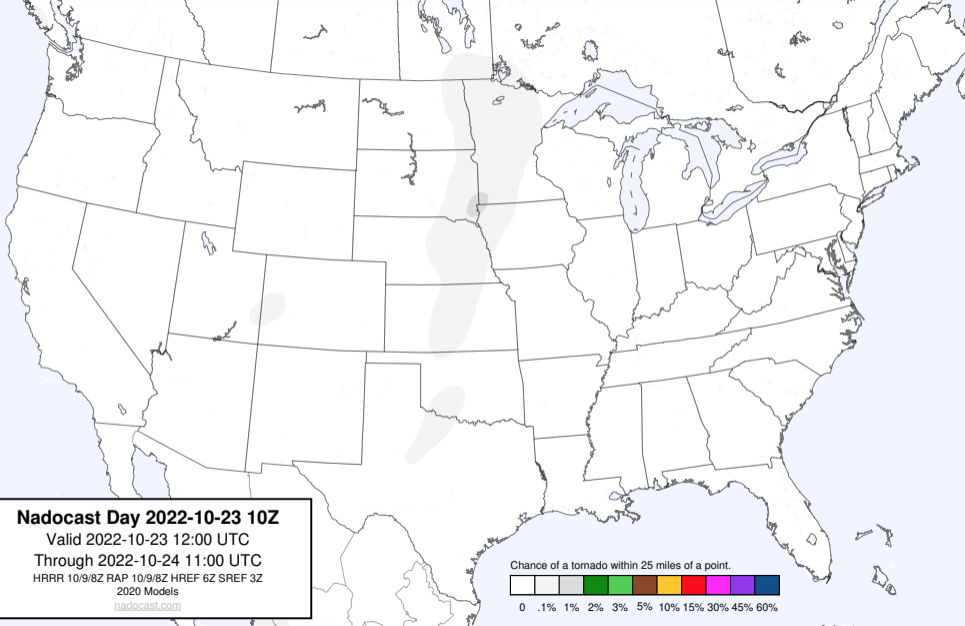 Nadocast Day 2022-10-23 10Z
Valid 2022-10-23 12:00 UTC
Through 2022-10-24 11:00 UTC
HRRR 10/9/8Z RAP 10/9/8Z HREF 6Z SREF 3Z
2020 Models
nadocast.com
Chance of a tornado within 25 miles of a point.
0 .1% 1% 2% 3% 5% 10% 15% 30% 45% 60%